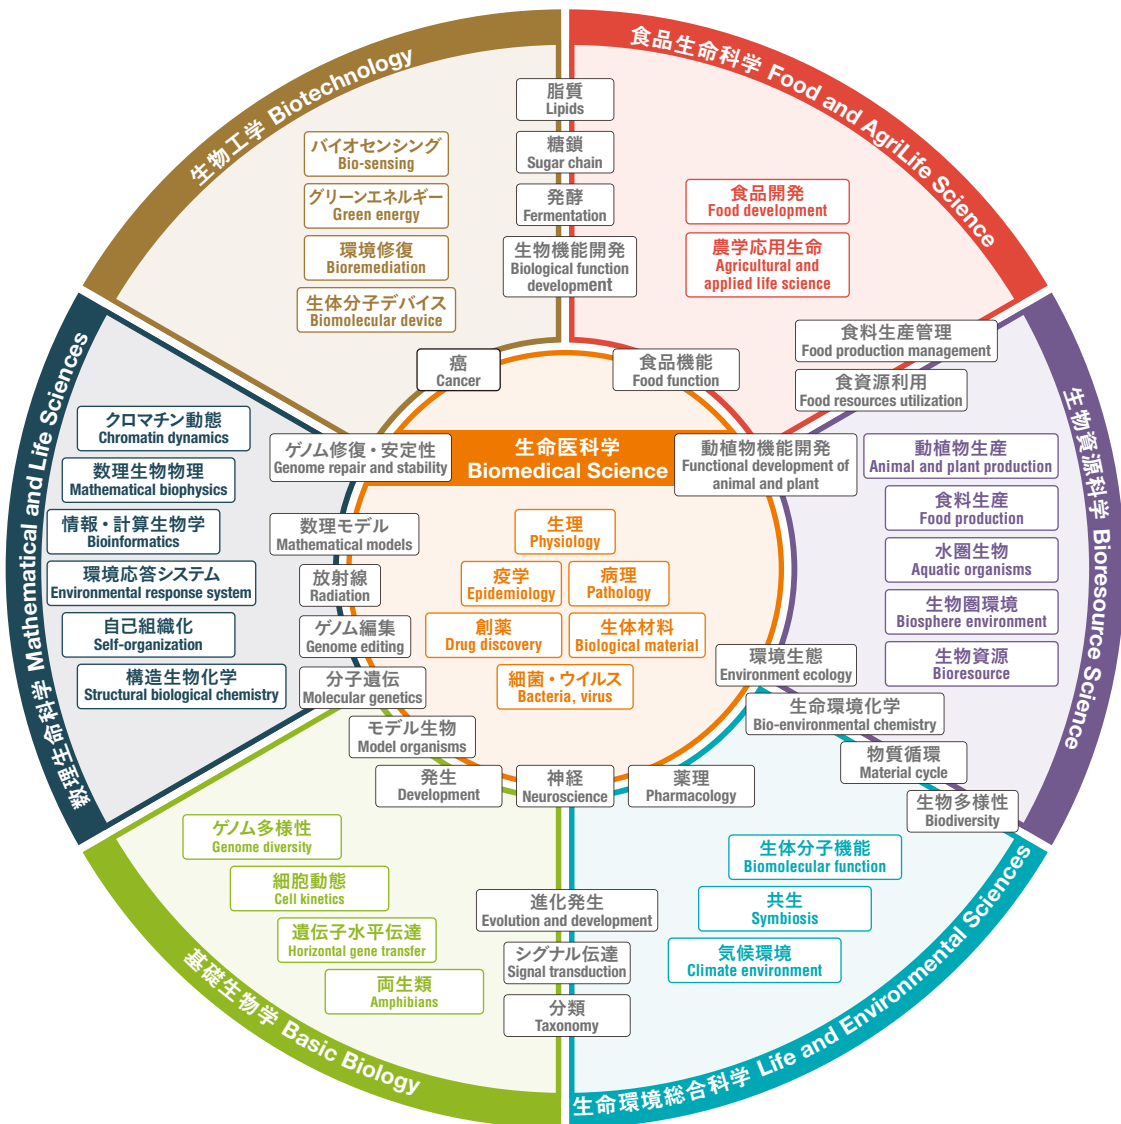 生物工学 Biotechnology
食品生命科学 Food and AgriLife Science
脂質
Lipids
糖鎖
Sugar chain
発酵
Fermentation
生物機能開発
Biological function
development
バイオセンシング
Bio-sensing
グリーンエネルギー
Green energy
環境修復
Bioremediation
生体分子デバイス
Biomolecular device
食品開発
Food development
農学応用生命
Agricultural and
applied life science
食料生産管理
Food production management
食資源利用
Food resources utilization
癌
Cancer
食品機能
Food function
数理生命科学 Mathematical and Life Sciences
クロマチン動態
Chromatin dynamics
数理生物物理
Mathematical biophysics
情報・計算生物学
Bioinformatics
環境応答システム
Environmental response system
自己組織化
Self-organization
構造生物化学
Structural biological chemistry
ゲノム修復・安定性
Genome repair and stability
数理モデル
Mathematical models
放射線
Radiation
ゲノム編集
Genome editing
分子遺伝
Molecular genetics
モデル生物
Model organisms
発生
Development
神経
Neuroscience
薬理
Pharmacology
生命医科学
Biomedical Science
生理
Physiology
疫学
Epidemiology
病理
Pathology
創薬
Drug discovery
生体材料
Biological material
細菌・ウイルス
Bacteria, virus
動植物機能開発
Functional development of
animal and plant
生物資源科学 Bioresource Science
動植物生産
Animal and plant production
食料生産
Food production
水圏生物
Aquatic organisms
生物圏環境
Biosphere environment
生物資源
Bioresource
環境生態
Environment ecology
生命環境化学
Bio-environmental chemistry
物質循環
Material cycle
生物多様性
Biodiversity
基礎生物学 Basic Biology
ゲノム多様性
Genome diversity
細胞動態
Cell kinetics
遺伝子水平伝達
Horizontal gene transfer
両生類
Amphibians
進化発生
Evolution and development
シグナル伝達
Signal transduction
分類
Taxonomy
生命環境総合科学 Life and Environmental Sciences
生体分子機能
Biomolecular function
共生
Symbiosis
気候環境
Climate environment